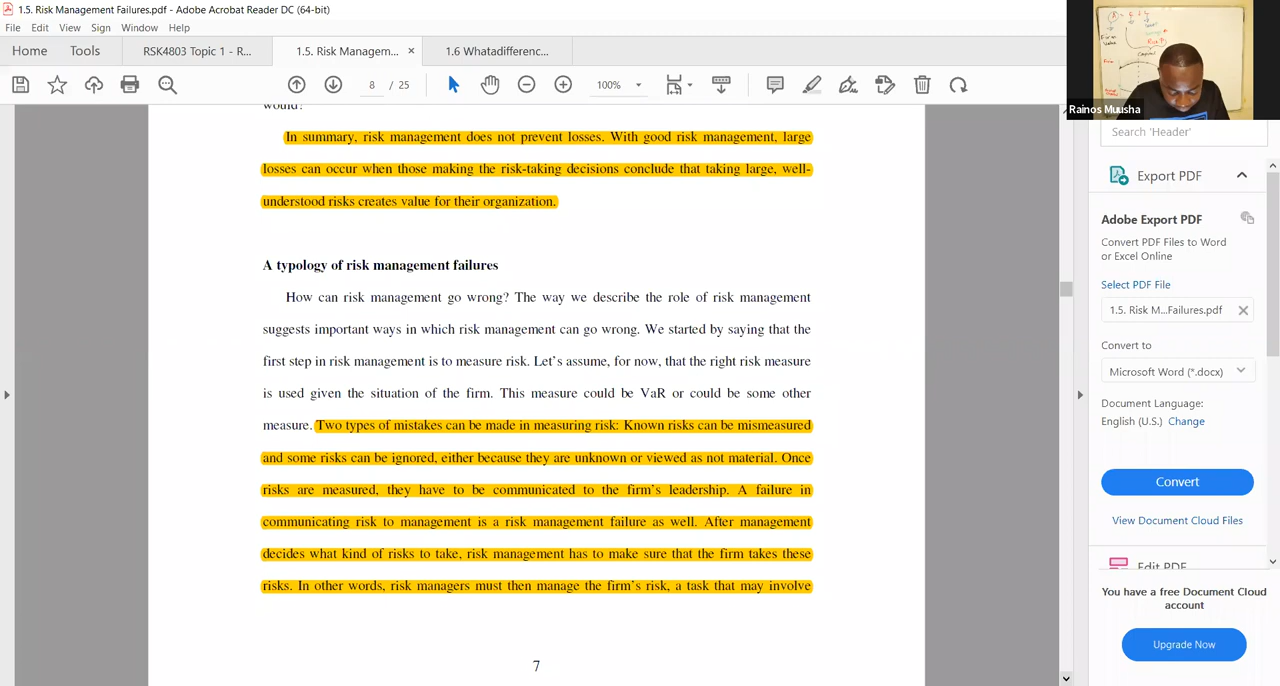 1.5. Risk Management Failures.pdf - Adobe Acrobat Reader DC (64-bit)
File Edit View Sign Window Help
Home Tools RSK4803 Topic 1 - R... 1.5. Risk Managem... × 1.6 Whatadifferenc...
8 / 25 100%
Rainos Muusha
would?
In summary, risk management does not prevent losses. With good risk management, large
losses can occur when those making the risk-taking decisions conclude that taking large, well-
understood risks creates value for their organization.
A typology of risk management failures
How can risk management go wrong? The way we describe the role of risk management
suggests important ways in which risk management can go wrong. We started by saying that the
first step in risk management is to measure risk. Let's assume, for now, that the right risk measure
is used given the situation of the firm. This measure could be VaR or could be some other
measure. Two types of mistakes can be made in measuring risk: Known risks can be mismeasured
and some risks can be ignored, either because they are unknown or viewed as not material. Once
risks are measured, they have to be communicated to the firm's leadership. A failure in
communicating risk to management is a risk management failure as well. After management
decides what kind of risks to take, risk management has to make sure that the firm takes these
risks. In other words, risk managers must then manage the firm's risk, a task that may involve
7
Search 'Header'
Export PDF
Adobe Export PDF
Convert PDF Files to Word
or Excel Online
Select PDF File
1.5. Risk M...Failures.pdf
Convert to
Microsoft Word (*.docx)
Document Language:
English (U.S.) Change
Convert
View Document Cloud Files
Edit PDF
You have a free Document Cloud
account
Upgrade Now